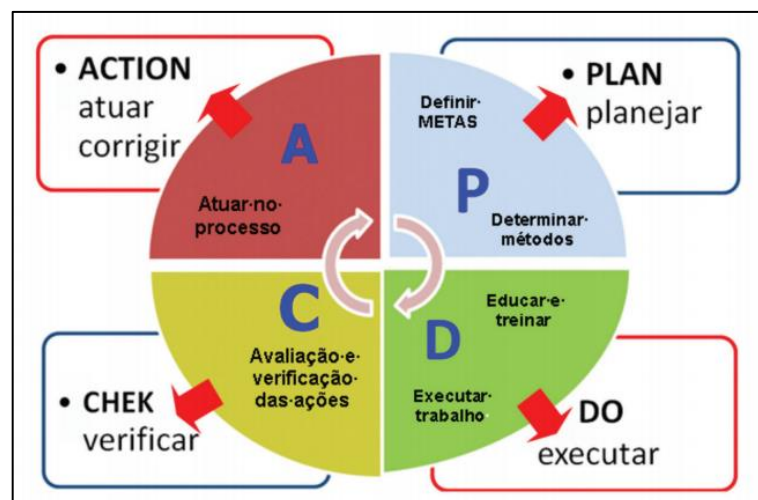 • ACTION
atuar
corrigir
A
Atuar·no·
processo
• PLAN
planejar
Definir·
METAS
P
Determinar·
métodos
C
Avaliação·e·
verificação·
das·ações
• CHEK
verificar
Educar·e·
treinar
D
Executar·
trabalho·
DO
executar